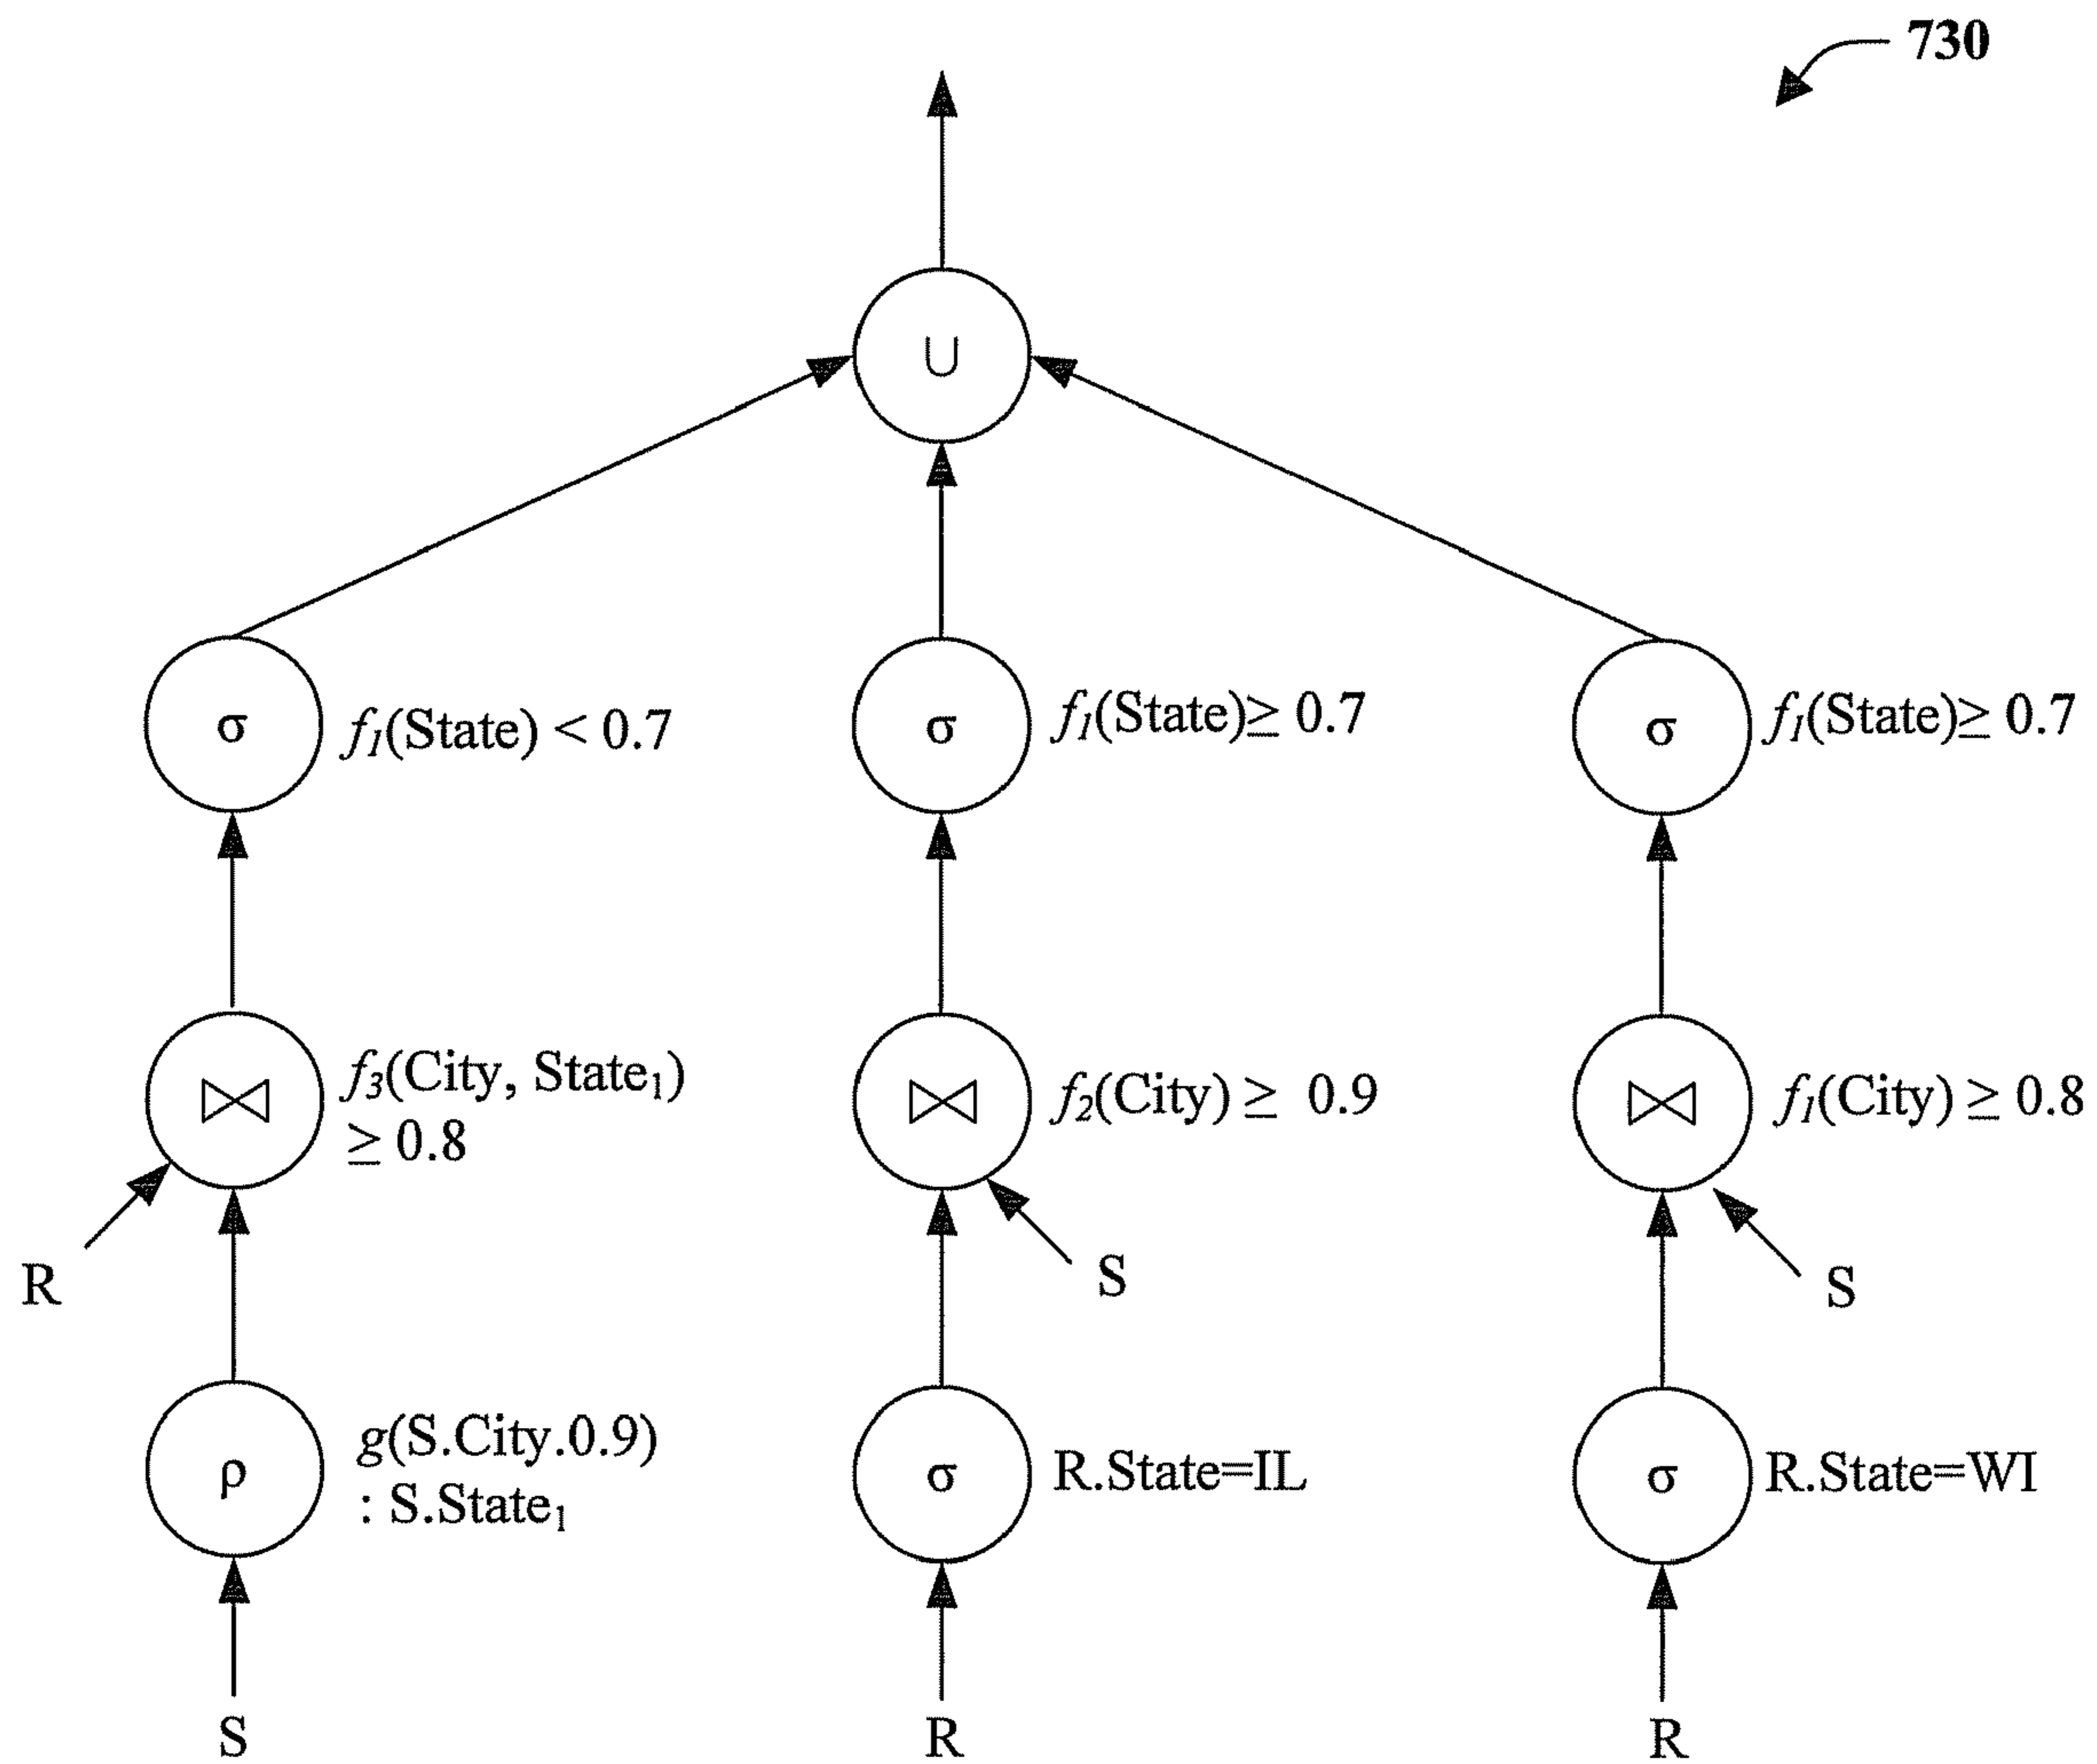 730
∪
σ
f₁(State) < 0.7
σ
f₁(State)≥ 0.7
σ
f₁(State)≥ 0.7
⋈
f₃(City, State₁)
≥ 0.8
⋈
f₂(City) ≥ 0.9
⋈
f₁(City) ≥ 0.8
R
S
S
ρ
g(S.City.0.9)
: S.State₁
σ
R.State=IL
σ
R.State=WI
S
R
R